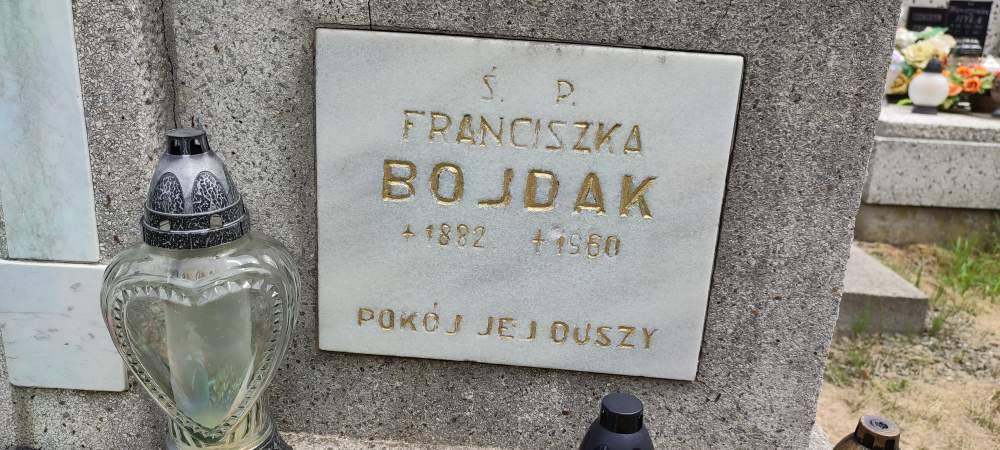 Ś. P.
FRANCISZKA
BOJDAK
+1882 +1960
POKÓJ JEJ DUSZY